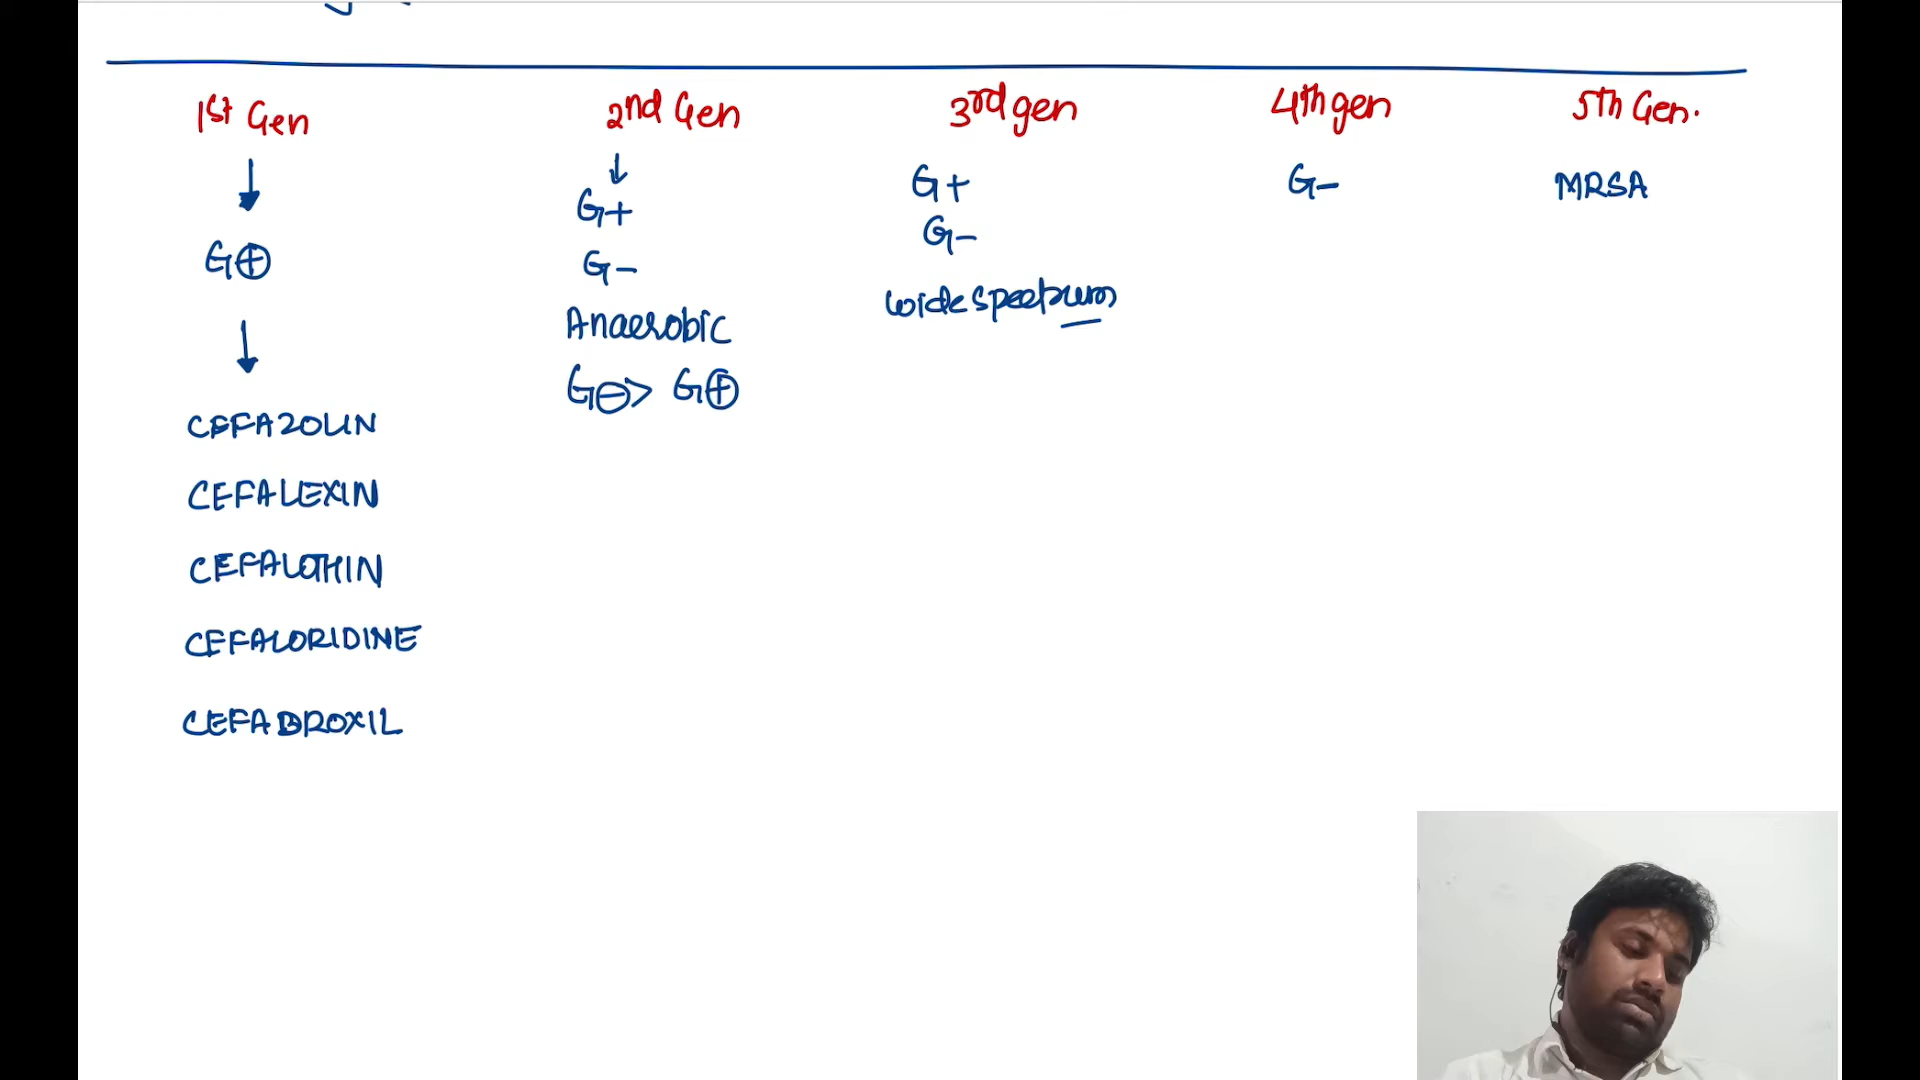 1st Gen
G⊕
CEFAZOLIN
CEFALEXIN
CEFALOTHIN
CEFALORIDINE
CEFADROXIL
2nd Gen
G+
G-
Anaerobic
G⊖> G⊕
3rd gen
G+
G-
wide spectrum
4th gen
G-
5th Gen.
MRSA